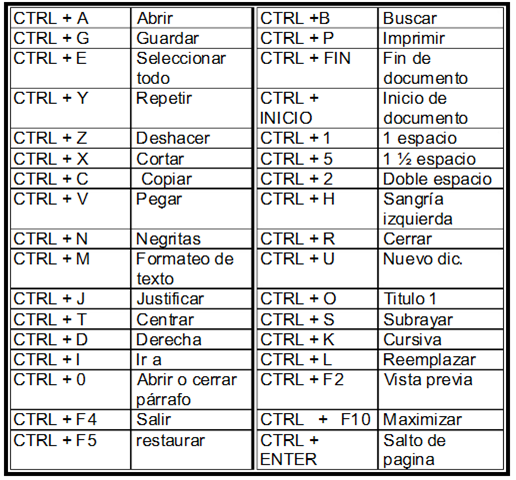 CTRL + A Abrir CTRL +B Buscar
CTRL + G Guardar CTRL + P Imprimir
CTRL + E Seleccionar CTRL + FIN Fin de
todo documento
CTRL + Y Repetir CTRL + Inicio de
INICIO documento
CTRL + Z Deshacer CTRL + 1 1 espacio
CTRL + X Cortar CTRL + 5 1 ½ espacio
CTRL + C Copiar CTRL + 2 Doble espacio
CTRL + V Pegar CTRL + H Sangría
izquierda
CTRL + N Negritas CTRL + R Cerrar
CTRL + M Formateo de CTRL + U Nuevo dic.
texto
CTRL + J Justificar CTRL + O Titulo 1
CTRL + T Centrar CTRL + S Subrayar
CTRL + D Derecha CTRL + K Cursiva
CTRL + I Ir a CTRL + L Reemplazar
CTRL + 0 Abrir o cerrar CTRL + F2 Vista previa
párrafo
CTRL + F4 Salir CTRL + F10 Maximizar
CTRL + F5 restaurar CTRL + Salto de
ENTER pagina